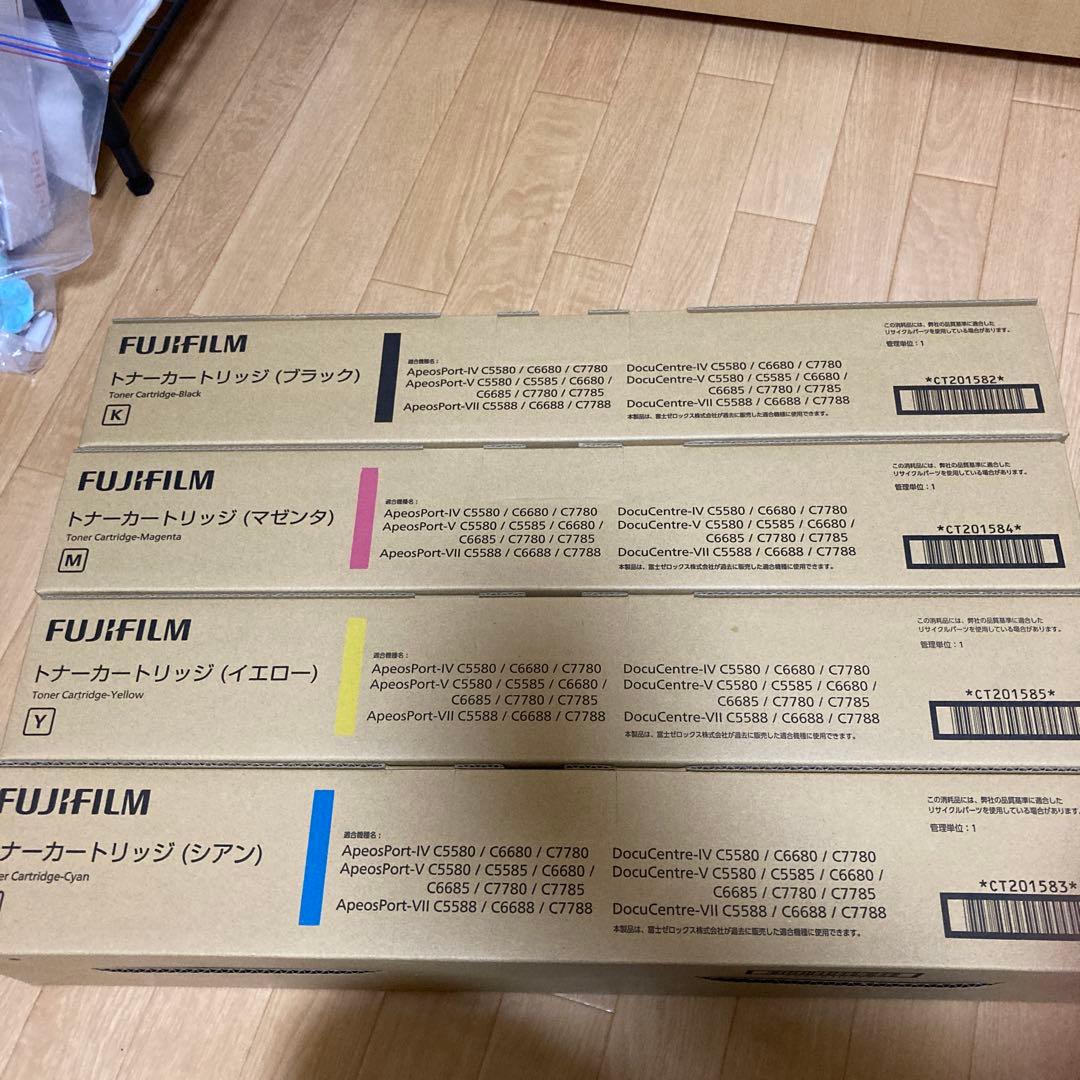 FUJIFILM
トナーカートリッジ (ブラック)
Toner Cartridge-Black
K
適合機種名：
ApeosPort-IV C5580 / C6680 / C7780
ApeosPort-V C5580 / C5585 / C6680 /
C6685 / C7780 / C7785
ApeosPort-VII C5588 / C6688 / C7788
DocuCentre-IV C5580 / C6680 / C7780
DocuCentre-V C5580 / C5585 / C6680 /
C6685 / C7780 / C7785
DocuCentre-VII C5588 / C6688 / C7788
本製品は、富士ゼロックス株式会社が過去に販売した適合機種に使用できます。
この消耗品には、弊社の品質基準に適合した
リサイクルパーツを使用している場合があります。
管理単位：1
*CT201582*
FUJIFILM
トナーカートリッジ (マゼンタ)
Toner Cartridge-Magenta
M
適合機種名：
ApeosPort-IV C5580 / C6680 / C7780
ApeosPort-V C5580 / C5585 / C6680 /
C6685 / C7780 / C7785
ApeosPort-VII C5588 / C6688 / C7788
DocuCentre-IV C5580 / C6680 / C7780
DocuCentre-V C5580 / C5585 / C6680 /
C6685 / C7780 / C7785
DocuCentre-VII C5588 / C6688 / C7788
本製品は、富士ゼロックス株式会社が過去に販売した適合機種に使用できます。
この消耗品には、弊社の品質基準に適合した
リサイクルパーツを使用している場合があります。
管理単位：1
*CT201584*
FUJIFILM
トナーカートリッジ (イエロー)
Toner Cartridge-Yellow
Y
適合機種名：
ApeosPort-IV C5580 / C6680 / C7780
ApeosPort-V C5580 / C5585 / C6680 /
C6685 / C7780 / C7785
ApeosPort-VII C5588 / C6688 / C7788
DocuCentre-IV C5580 / C6680 / C7780
DocuCentre-V C5580 / C5585 / C6680 /
C6685 / C7780 / C7785
DocuCentre-VII C5588 / C6688 / C7788
本製品は、富士ゼロックス株式会社が過去に販売した適合機種に使用できます。
この消耗品には、弊社の品質基準に適合した
リサイクルパーツを使用している場合があります。
管理単位：1
*CT201585*
FUJIFILM
ナーカートリッジ (シアン)
er Cartridge-Cyan
適合機種名：
ApeosPort-IV C5580 / C6680 / C7780
ApeosPort-V C5580 / C5585 / C6680 /
C6685 / C7780 / C7785
ApeosPort-VII C5588 / C6688 / C7788
DocuCentre-IV C5580 / C6680 / C7780
DocuCentre-V C5580 / C5585 / C6680 /
C6685 / C7780 / C7785
DocuCentre-VII C5588 / C6688 / C7788
本製品は、富士ゼロックス株式会社が過去に販売した適合機種に使用できます。
この消耗品には、弊社の品質基準に適合した
リサイクルパーツを使用している場合があります
管理単位：1
*CT201583*